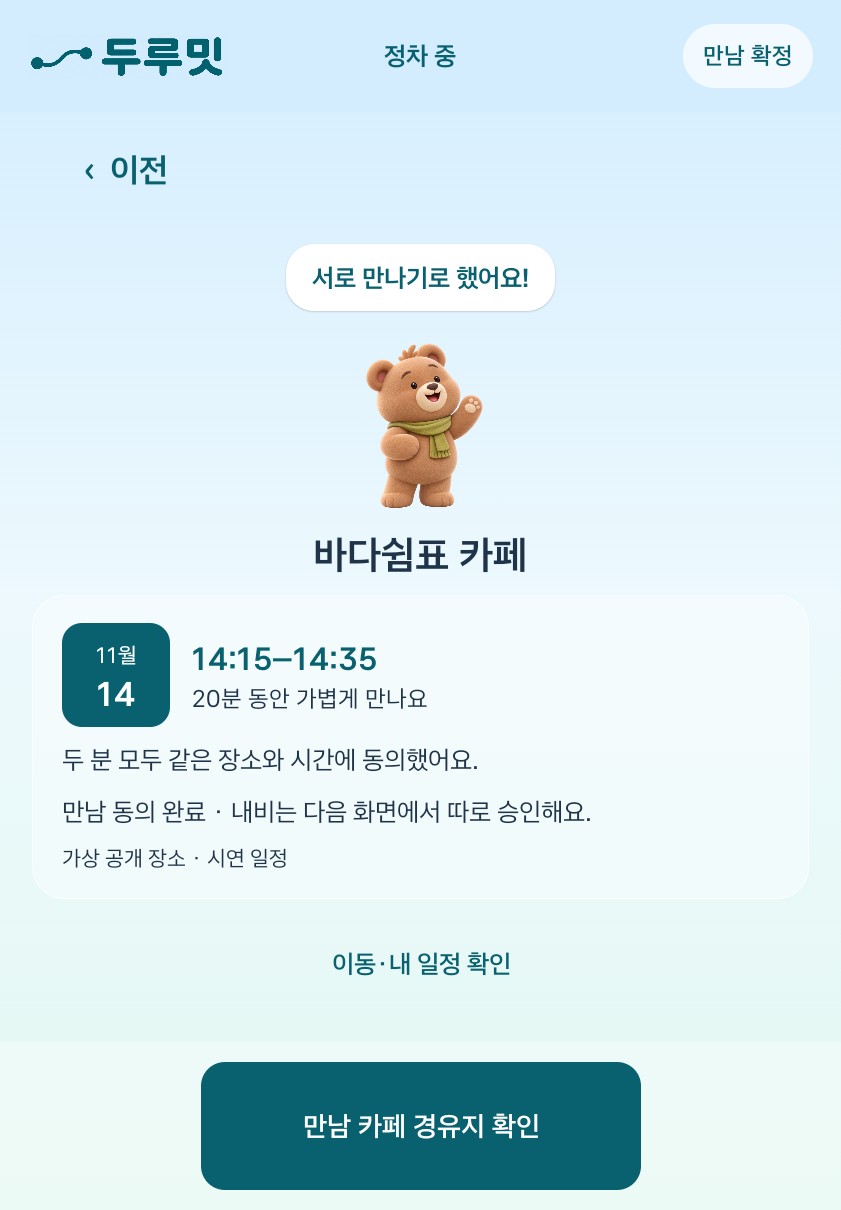 두루밋
정차 중
만남 확정
‹ 이전
서로 만나기로 했어요!
바다쉼표 카페
11월
14
14:15–14:35
20분 동안 가볍게 만나요
두 분 모두 같은 장소와 시간에 동의했어요.
만남 동의 완료 · 내비는 다음 화면에서 따로 승인해요.
가상 공개 장소 · 시연 일정
이동·내 일정 확인
만남 카페 경유지 확인